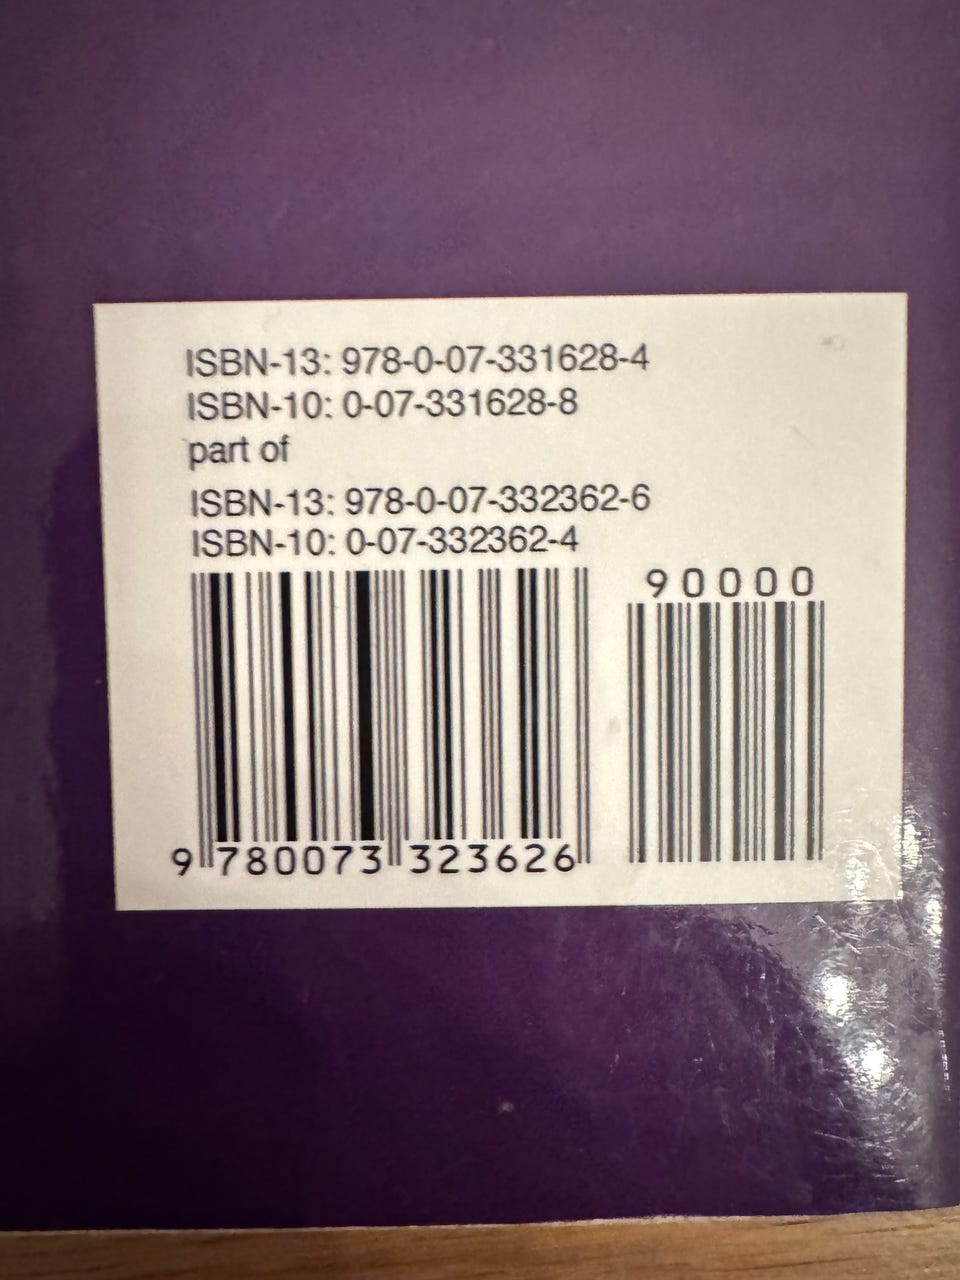 ISBN-13: 978-0-07-331628-4
ISBN-10: 0-07-331628-8
part of
ISBN-13: 978-0-07-332362-6
ISBN-10: 0-07-332362-4
90000
9 780073 323626